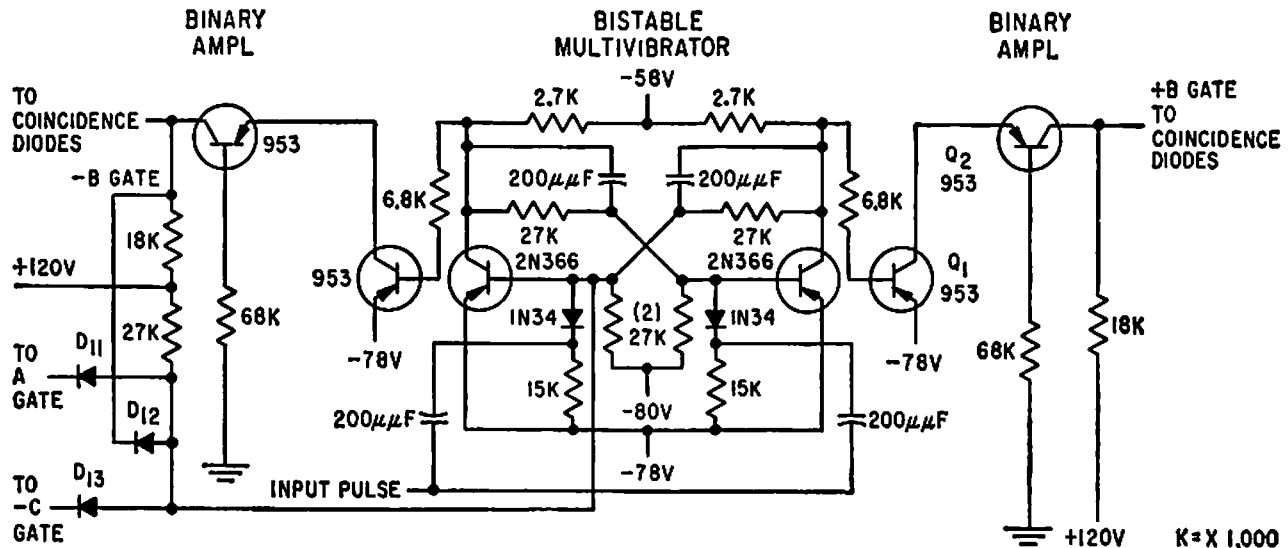 BINARY
AMPL
BISTABLE
MULTIVIBRATOR
BINARY
AMPL
-58V
TO
COINCIDENCE
DIODES
953
2.7K
2.7K
+B GATE
TO
COINCIDENCE
DIODES
Q2
953
-B GATE
200μμF
200μμF
6.8K
6.8K
18K
27K
27K
2N366
2N366
+120V
953
Q1
953
27K
68K
1N34
(2)
27K
1N34
-78V
-78V
68K
18K
TO
A
GATE
D11
15K
15K
-80V
D12
200μμF
200μμF
-78V
TO
-C
GATE
D13
INPUT PULSE
+120V
K=X 1,000